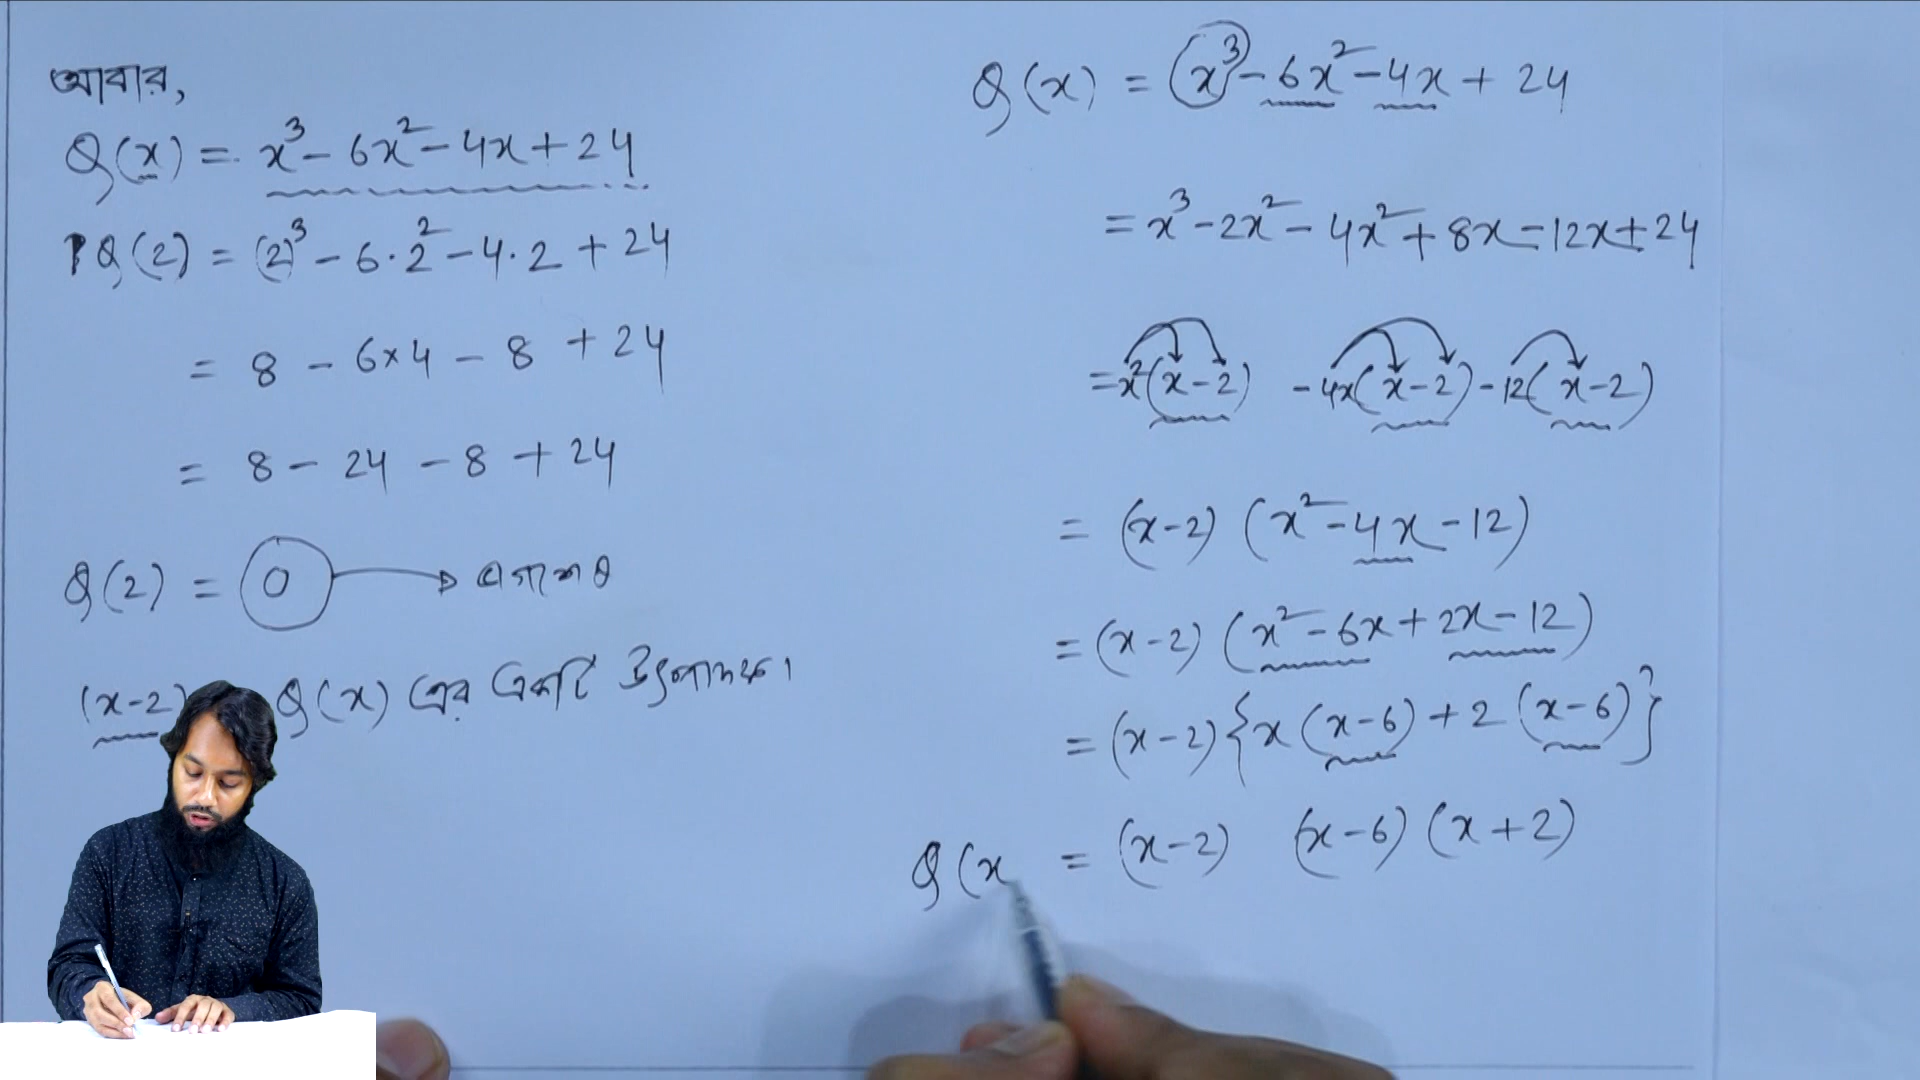 আবার,
Q(x) = x³ - 6x² - 4x + 24
Q(2) = (2)³ - 6·2² - 4·2 + 24
= 8 - 6×4 - 8 + 24
= 8 - 24 - 8 + 24
Q(2) = 0 →
(x-2) Q(x) এর একটি উৎপাদক।
Q(x) = x³ - 6x² - 4x + 24
= x³ - 2x² - 4x² + 8x - 12x + 24
= x²(x-2) - 4x(x-2) - 12(x-2)
= (x-2) (x² - 4x - 12)
= (x-2) (x² - 6x + 2x - 12)
= (x-2) {x(x-6) + 2(x-6)}
Q(x = (x-2) (x-6) (x+2)